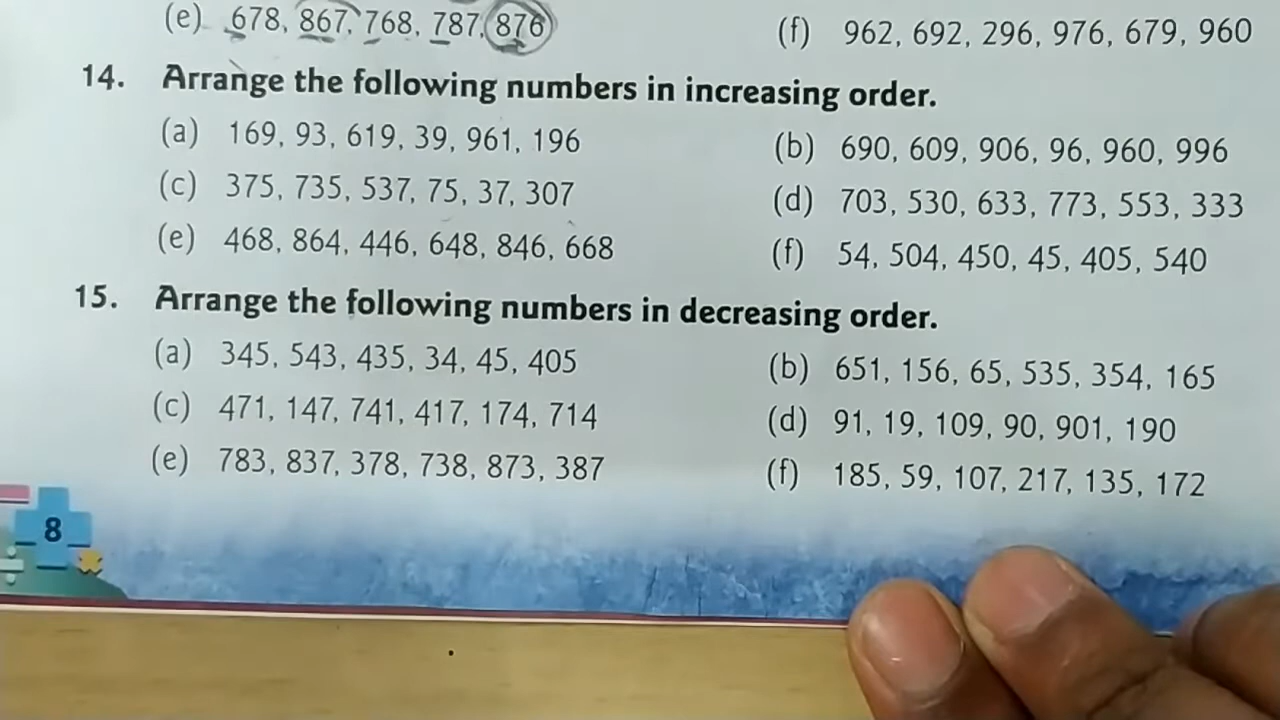 (e) 678, 867, 768, 787, 876 (f) 962, 692, 296, 976, 679, 960
14. Arrange the following numbers in increasing order.
(a) 169, 93, 619, 39, 961, 196 (b) 690, 609, 906, 96, 960, 996
(c) 375, 735, 537, 75, 37, 307 (d) 703, 530, 633, 773, 553, 333
(e) 468, 864, 446, 648, 846, 668 (f) 54, 504, 450, 45, 405, 540
15. Arrange the following numbers in decreasing order.
(a) 345, 543, 435, 34, 45, 405 (b) 651, 156, 65, 535, 354, 165
(c) 471, 147, 741, 417, 174, 714 (d) 91, 19, 109, 90, 901, 190
(e) 783, 837, 378, 738, 873, 387 (f) 185, 59, 107, 217, 135, 172
8